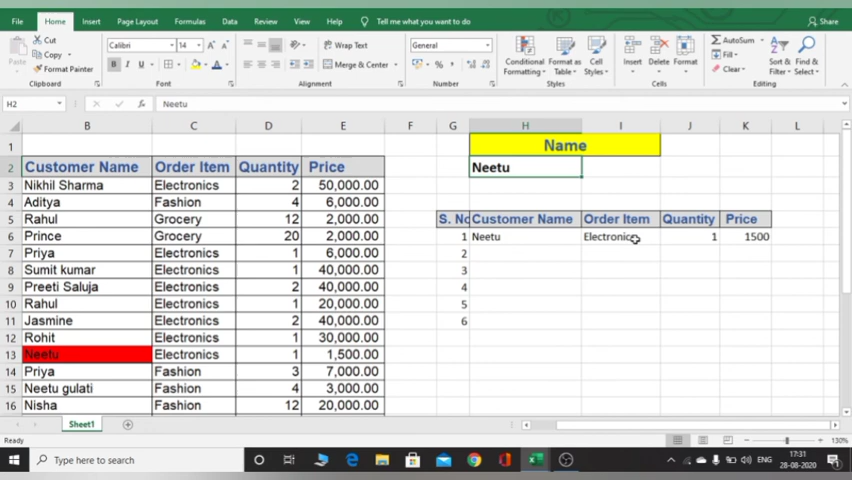 File Home Insert Page Layout Formulas Data Review View Help Tell me what you want to do Share
Cut Calibri 14 Wrap Text General AutoSum
Copy Fill
Paste Format Painter B I U Merge & Center Conditional Formatting Format as Table Cell Styles Insert Delete Format Clear Sort & Filter Find & Select
Clipboard Font Alignment Number Styles Cells Editing
H2 fx Neetu
B C D E F G H I J K L
1 Name
2 Customer Name Order Item Quantity Price Neetu
3 Nikhil Sharma Electronics 2 50,000.00
4 Aditya Fashion 4 6,000.00
5 Rahul Grocery 12 2,000.00 S. No Customer Name Order Item Quantity Price
6 Prince Grocery 20 2,000.00 1 Neetu Electronics 1 1500
7 Priya Electronics 1 6,000.00 2
8 Sumit kumar Electronics 1 40,000.00 3
9 Preeti Saluja Electronics 2 40,000.00 4
10 Rahul Electronics 1 20,000.00 5
11 Jasmine Electronics 2 40,000.00 6
12 Rohit Electronics 1 30,000.00
13 Neetu Electronics 1 1,500.00
14 Priya Fashion 3 7,000.00
15 Neetu gulati Fashion 4 3,000.00
16 Nisha Fashion 12 20,000.00
Sheet1
Ready 130%
Type here to search ENG 17:31
28-08-2020